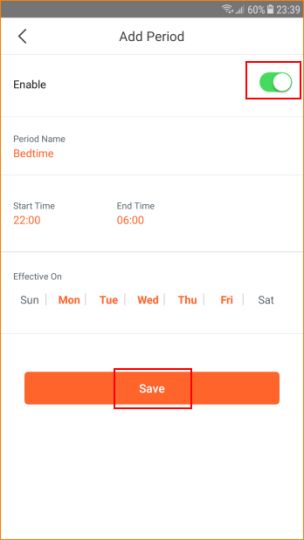 60% 23:39
Add Period
Enable
Period Name
Bedtime
Start Time End Time
22:00 06:00
Effective On
Sun Mon Tue Wed Thu Fri Sat
Save